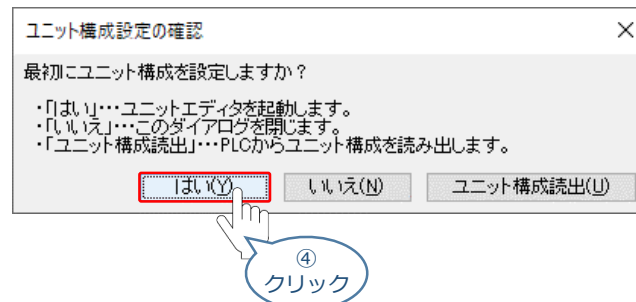 ユニット構成設定の確認
最初にユニット構成を設定しますか？
・「はい」･･･ユニットエディタを起動します。
・「いいえ」･･･このダイアログを閉じます。
・「ユニット構成読出」･･･PLCからユニット構成を読み出します。
はい(Y) いいえ(N) ユニット構成読出(U)
④
クリック